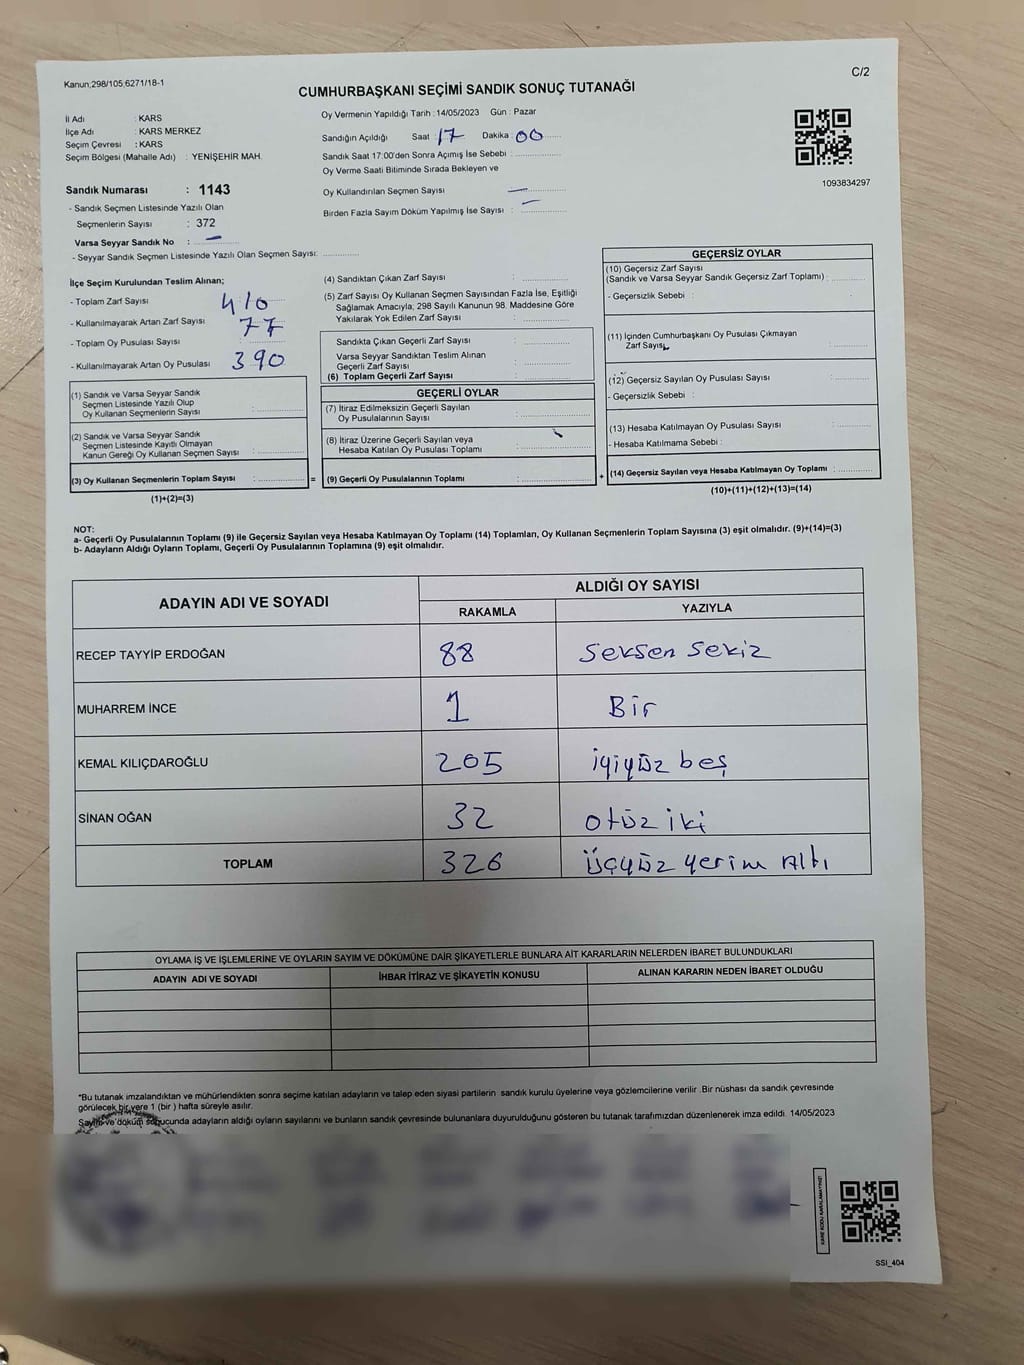 Kanun;298/105;6271/18-1
C/2
CUMHURBAŞKANI SEÇİMİ SANDIK SONUÇ TUTANAĞI
İl Adı : KARS
İlçe Adı : KARS MERKEZ
Seçim Çevresi : KARS
Seçim Bölgesi (Mahalle Adı) : YENİŞEHİR MAH.
Sandık Numarası : 1143
- Sandık Seçmen Listesinde Yazılı Olan
Seçmenlerin Sayısı : 372
Varsa Seyyar Sandık No : —
- Seyyar Sandık Seçmen Listesinde Yazılı Olan Seçmen Sayısı:
Oy Vermenin Yapıldığı Tarih : 14/05/2023 Gün : Pazar
Sandığın Açıldığı Saat : 17 Dakika : 00
Sandık Saat 17:00'den Sonra Açımış İse Sebebi :
Oy Verme Saati Bitiminde Sırada Bekleyen ve
Oy Kullandırılan Seçmen Sayısı —
Birden Fazla Sayım Döküm Yapılmış İse Sayısı : —
1093834297
İlçe Seçim Kurulundan Teslim Alınan;
- Toplam Zarf Sayısı 410
- Kullanılmayarak Artan Zarf Sayısı 77
- Toplam Oy Pusulası Sayısı :
- Kullanılmayarak Artan Oy Pusulası 390
(1) Sandık ve Varsa Seyyar Sandık
Seçmen Listesinde Yazılı Olup
Oy Kullanan Seçmenlerin Sayısı :
(2) Sandık ve Varsa Seyyar Sandık
Seçmen Listesinde Kayıtlı Olmayan
Kanun Gereği Oy Kullanan Seçmen Sayısı :
(3) Oy Kullanan Seçmenlerin Toplam Sayısı : =
(1)+(2)=(3)
(4) Sandıktan Çıkan Zarf Sayısı :
(5) Zarf Sayısı Oy Kullanan Seçmen Sayısından Fazla İse, Eşitliği
Sağlamak Amacıyla, 298 Sayılı Kanunun 98. Maddesine Göre
Yakılarak Yok Edilen Zarf Sayısı :
Sandıkta Çıkan Geçerli Zarf Sayısı :
Varsa Seyyar Sandıktan Teslim Alınan
Geçerli Zarf Sayısı :
(6) Toplam Geçerli Zarf Sayısı :
GEÇERLİ OYLAR
(7) İtiraz Edilmeksizin Geçerli Sayılan
Oy Pusulalarının Sayısı :
(8) İtiraz Üzerine Geçerli Sayılan veya
Hesaba Katılan Oy Pusulası Toplamı :
(9) Geçerli Oy Pusulalarının Toplamı : +
GEÇERSİZ OYLAR
(10) Geçersiz Zarf Sayısı
(Sandık ve Varsa Seyyar Sandık Geçersiz Zarf Toplamı) :
- Geçersizlik Sebebi :
(11) İçinden Cumhurbaşkanı Oy Pusulası Çıkmayan
Zarf Sayısı :
(12) Geçersiz Sayılan Oy Pusulası Sayısı :
- Geçersizlik Sebebi :
(13) Hesaba Katılmayan Oy Pusulası Sayısı :
- Hesaba Katılmama Sebebi :
(14) Geçersiz Sayılan veya Hesaba Katılmayan Oy Toplamı :
(10)+(11)+(12)+(13)=(14)
NOT:
a- Geçerli Oy Pusulalarının Toplamı (9) ile Geçersiz Sayılan veya Hesaba Katılmayan Oy Toplamı (14) Toplamları, Oy Kullanan Seçmenlerin Toplam Sayısına (3) eşit olmalıdır. (9)+(14)=(3)
b- Adayların Aldığı Oyların Toplamı, Geçerli Oy Pusulalarının Toplamına (9) eşit olmalıdır.
ADAYIN ADI VE SOYADI ALDIĞI OY SAYISI
RAKAMLA YAZIYLA
RECEP TAYYİP ERDOĞAN 88 Seksen Sekiz
MUHARREM İNCE 1 Bir
KEMAL KILIÇDAROĞLU 205 İyiyüz beş
SİNAN OĞAN 32 Otüz iki
TOPLAM 326 Üçyüz yerim Altı
OYLAMA İŞ VE İŞLEMLERİNE VE OYLARIN SAYIM VE DÖKÜMÜNE DAİR ŞİKAYETLERLE BUNLARA AİT KARARLARIN NELERDEN İBARET BULUNDUKLARI
ADAYIN ADI VE SOYADI İHBAR İTİRAZ VE ŞİKAYETİN KONUSU ALINAN KARARIN NEDEN İBARET OLDUĞU
*Bu tutanak imzalandıktan ve mühürlendikten sonra seçime katılan adayların ve talep eden siyasi partilerin sandık kurulu üyelerine veya gözlemcilerine verilir .Bir nüshası da sandık çevresinde
görülecek bir yere 1 (bir ) hafta süreyle asılır.
Sayım ve döküm sonucunda adayların aldığı oyların sayılarını ve bunların sandık çevresinde bulunanlara duyurulduğunu gösteren bu tutanak tarafımızdan düzenlenerek imza edildi. 14/05/2023
KARE KODU KARALAMAYINIZ!
SSİ_404